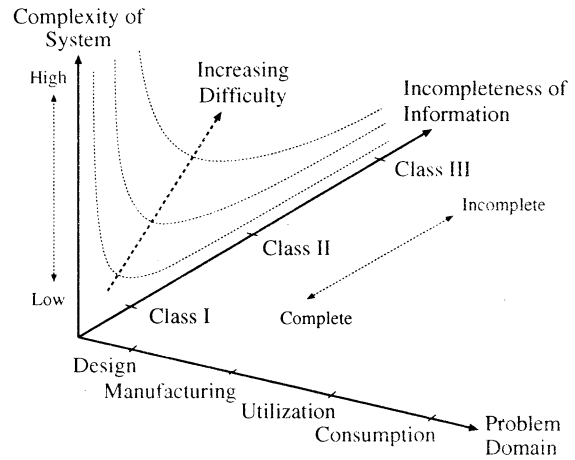 Complexity of
System
High
Low
Increasing
Difficulty
Incompleteness of
Information
Class III
Class II
Class I
Incomplete
Complete
Design
Manufacturing
Utilization
Consumption
Problem
Domain